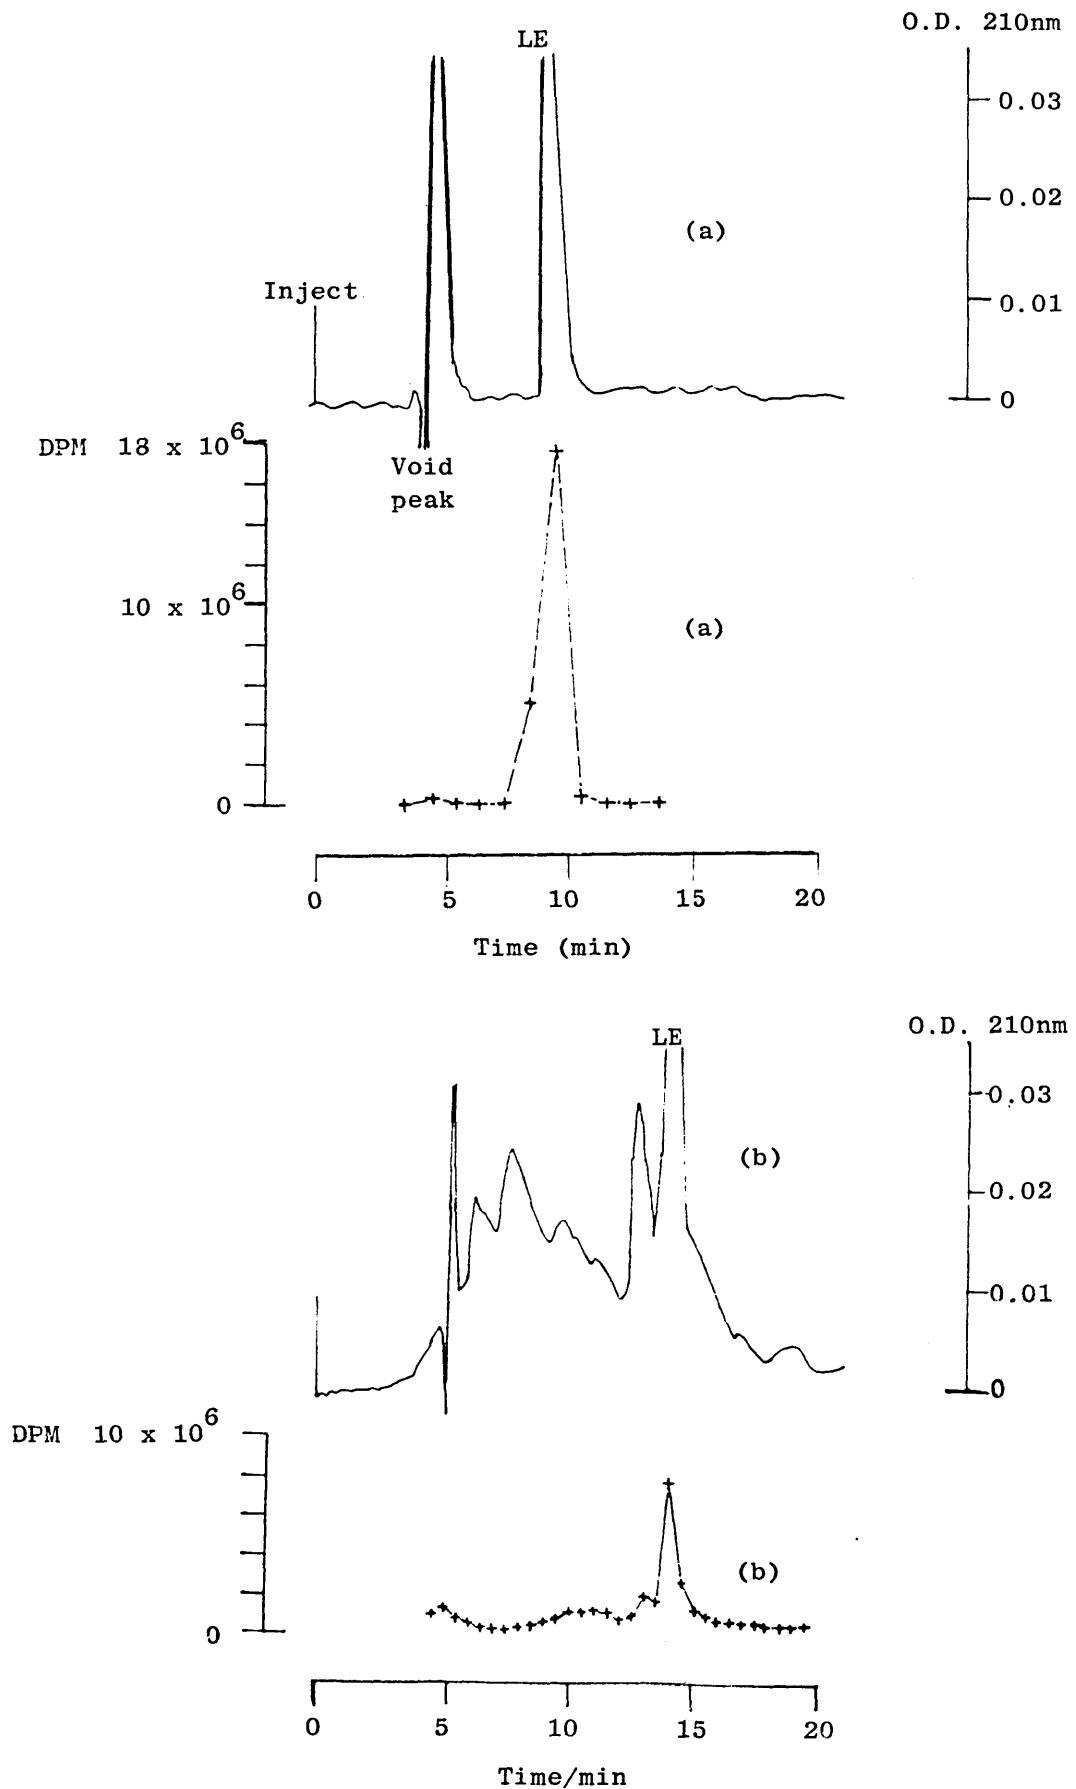 O.D. 210nm
LE
0.03
0.02
(a)
Inject
0.01
0
DPM 18 x 10^6
Void
peak
10 x 10^6
(a)
0
0 5 10 15 20
Time (min)
O.D. 210nm
LE
0.03
(b)
0.02
0.01
0
DPM 10 x 10^6
(b)
0
0 5 10 15 20
Time/min